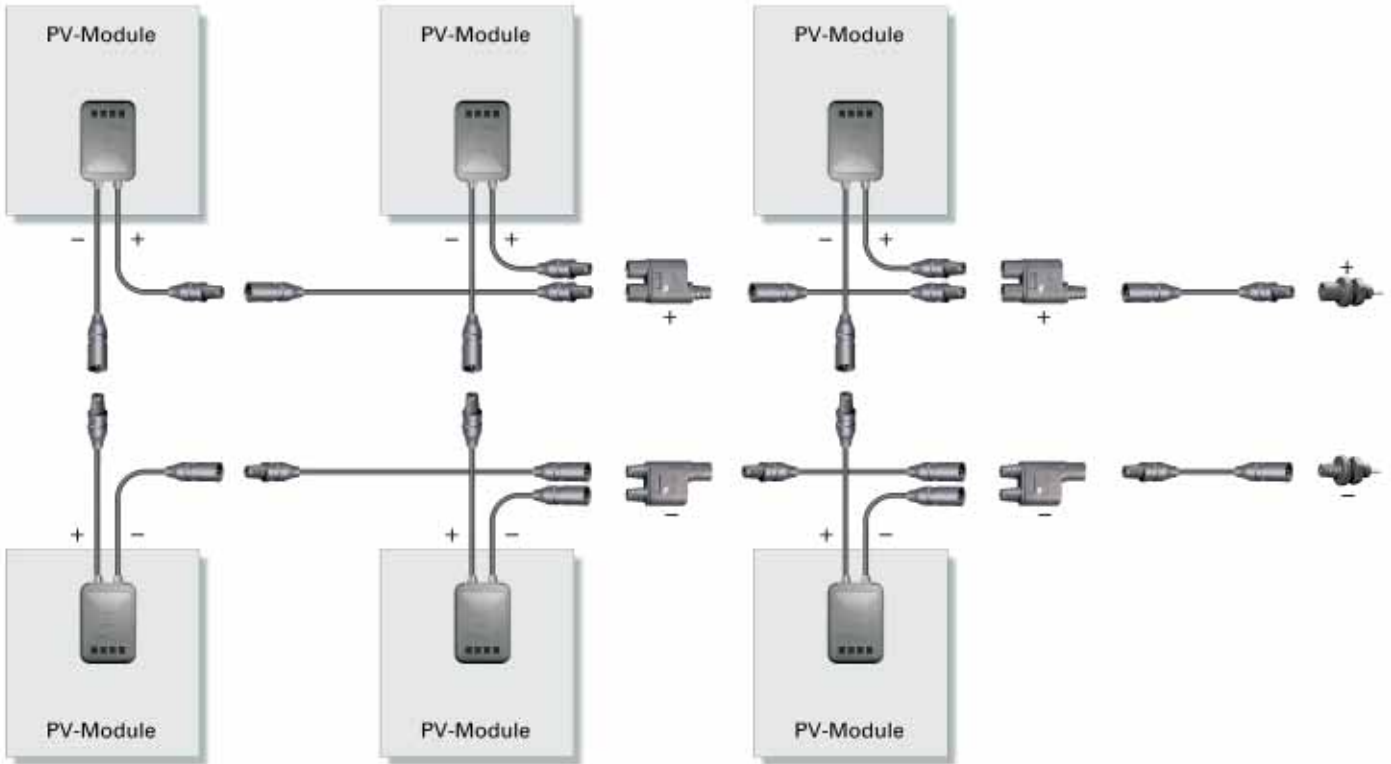 PV-Module PV-Module PV-Module
− + − + − +
+
+ +
− −
−
+ − + − + −
PV-Module PV-Module PV-Module